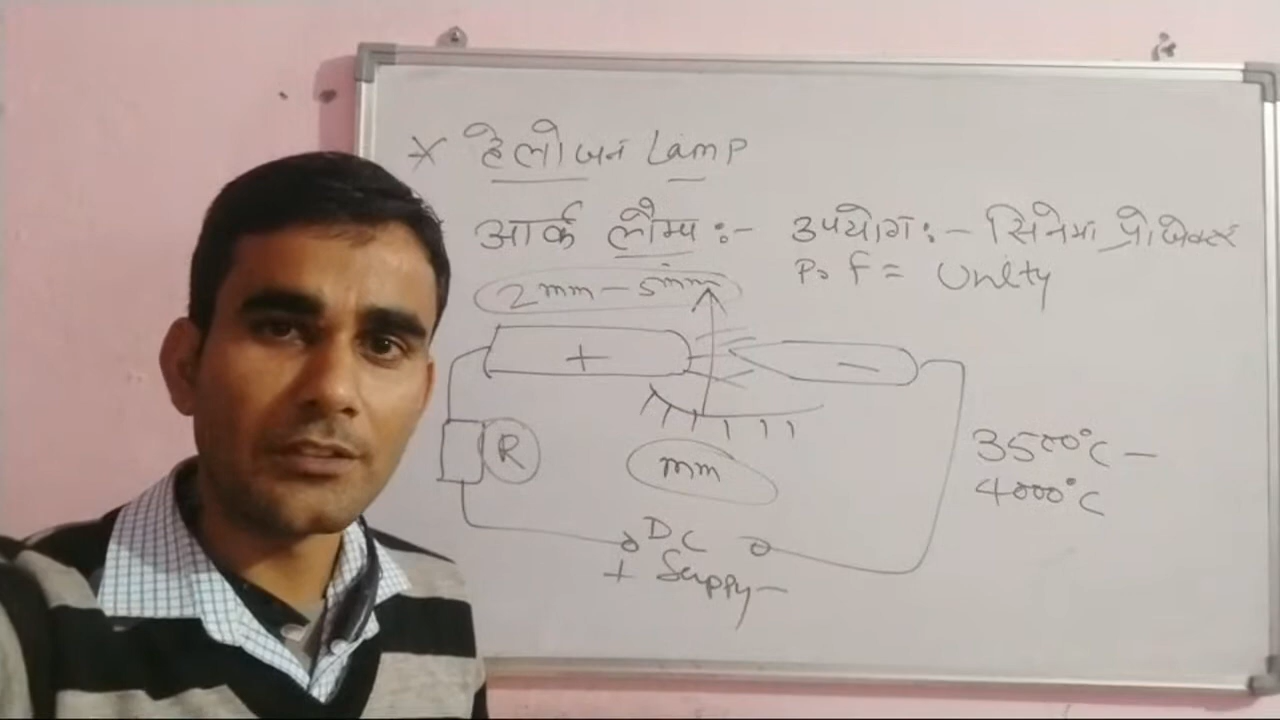 * हेलोजन Lamp
आर्क लेम्प :- उपयोग :- सिनेमा प्रोजेक्टर
P. f = Unity
2mm - 5mm
+ -
R
mm
3500°C -
4000°C
DC
+ Supply -